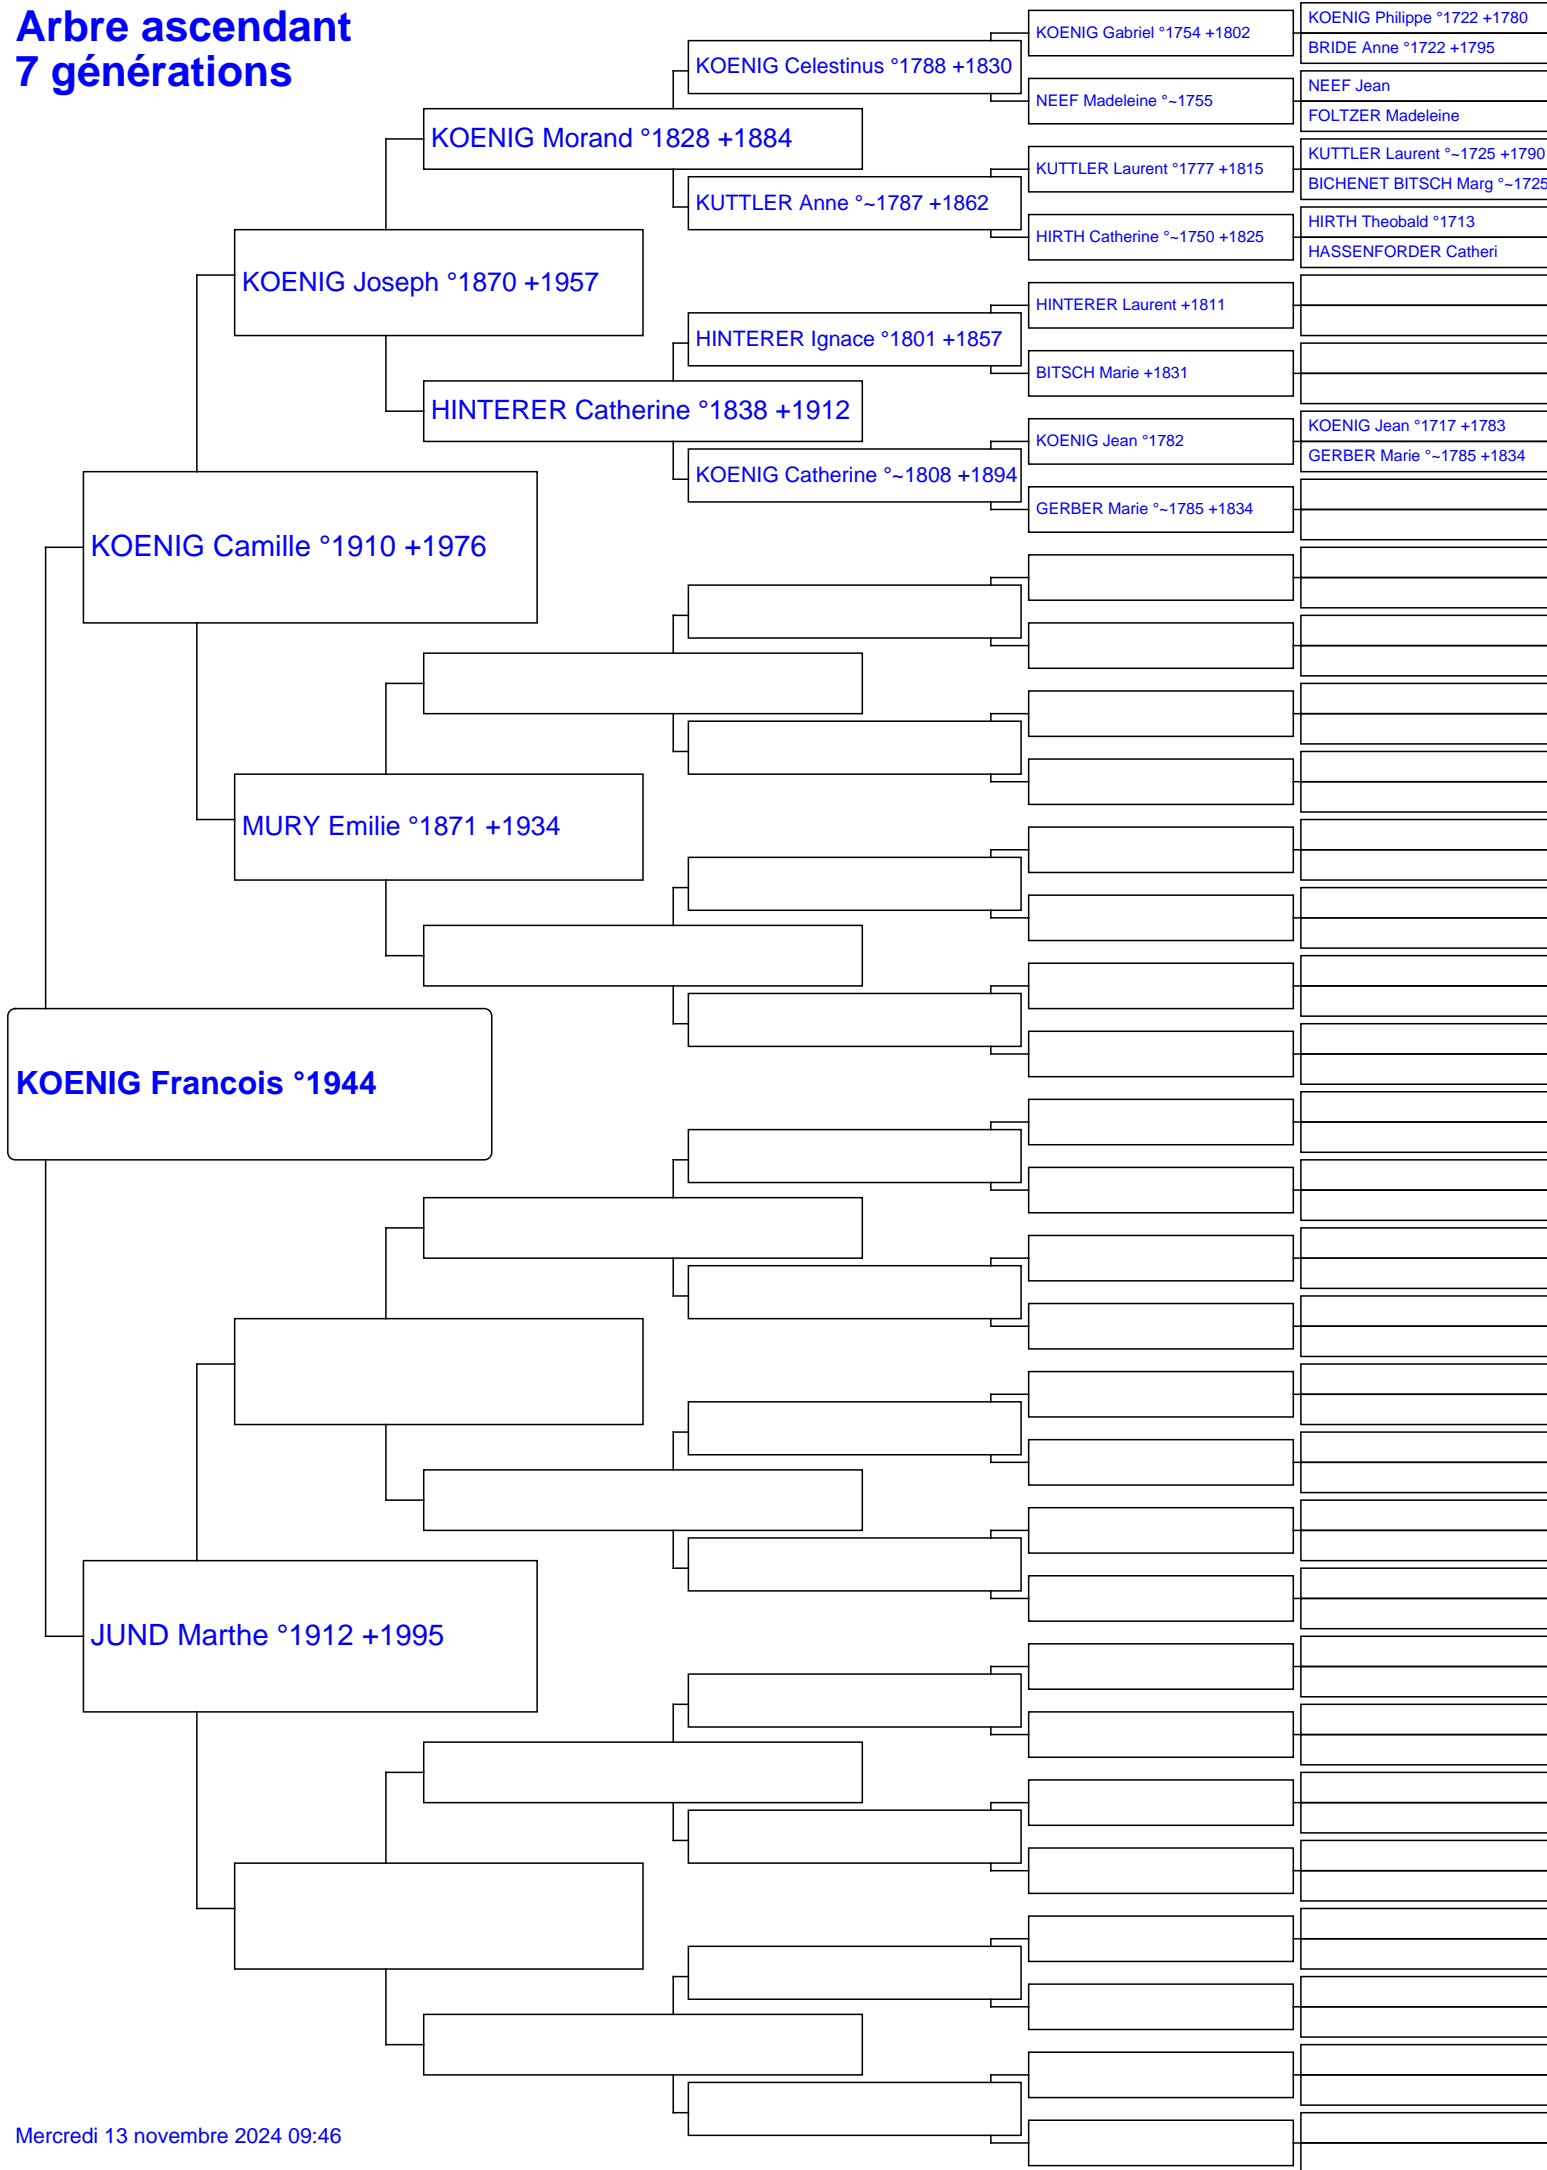 Arbre ascendant
7 générations
KOENIG Philippe °1722 +1780
KOENIG Gabriel °1754 +1802
BRIDE Anne °1722 +1795
KOENIG Celestinus °1788 +1830
NEEF Jean
NEEF Madeleine °~1755
FOLTZER Madeleine
KOENIG Morand °1828 +1884
KUTTLER Laurent °~1725 +1790
KUTTLER Laurent °1777 +1815
BICHENET BITSCH Marg °~1725
KUTTLER Anne °~1787 +1862
HIRTH Theobald °1713
HIRTH Catherine °~1750 +1825
HASSENFORDER Catheri
KOENIG Joseph °1870 +1957
HINTERER Laurent +1811
HINTERER Ignace °1801 +1857
BITSCH Marie +1831
HINTERER Catherine °1838 +1912
KOENIG Jean °1717 +1783
KOENIG Jean °1782
GERBER Marie °~1785 +1834
KOENIG Catherine °~1808 +1894
GERBER Marie °~1785 +1834
KOENIG Camille °1910 +1976
MURY Emilie °1871 +1934
KOENIG Francois °1944
JUND Marthe °1912 +1995
Mercredi 13 novembre 2024 09:46